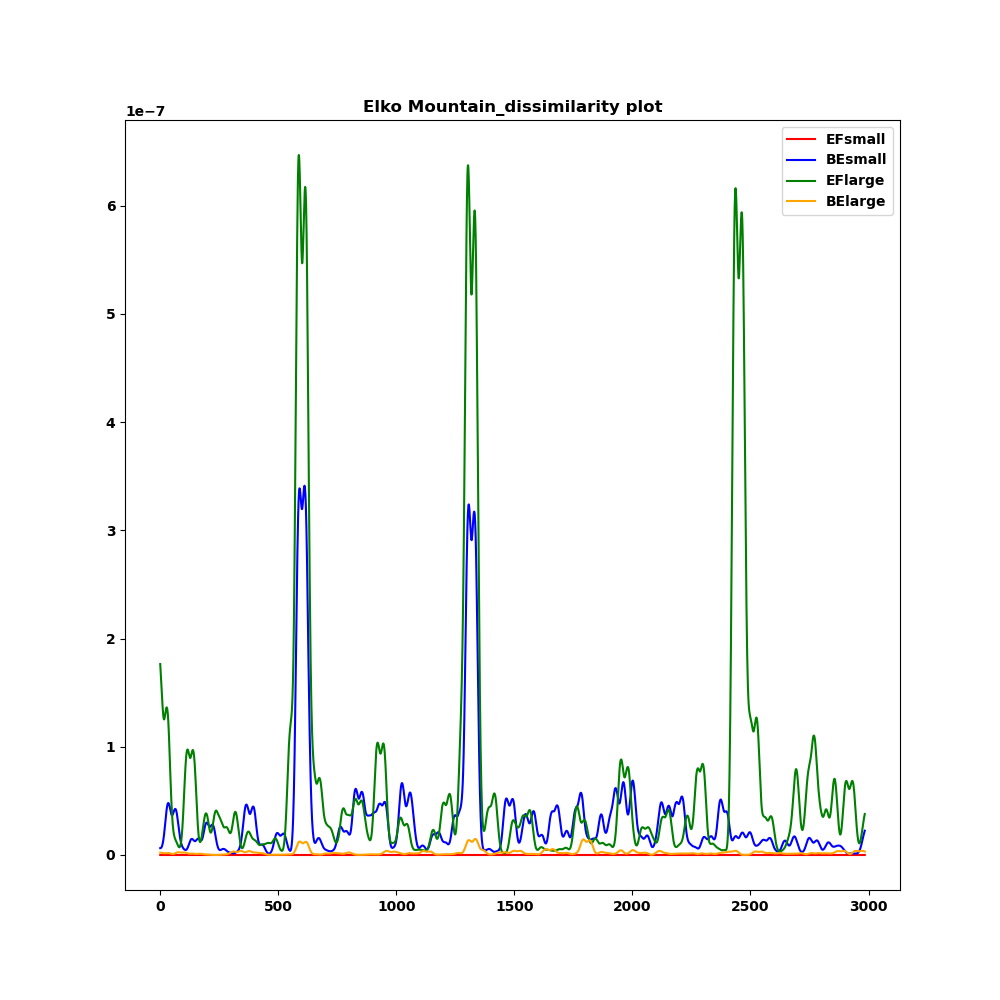 Elko Mountain_dissimilarity plot
1e−7
EFsmall
BEsmall
EFlarge
BElarge
6
5
4
3
2
1
0
0 500 1000 1500 2000 2500 3000